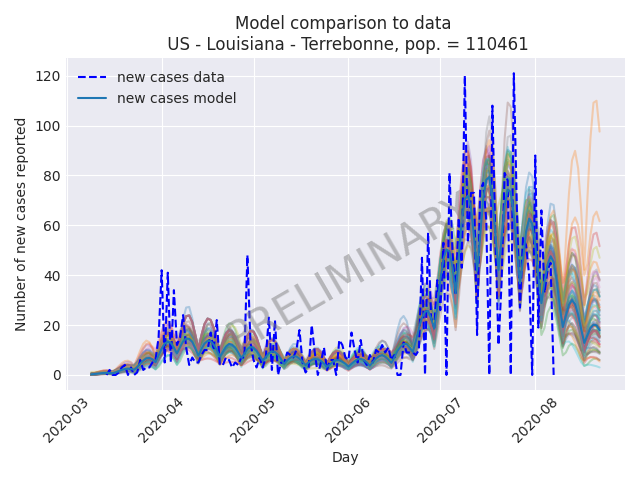 Model comparison to data
US - Louisiana - Terrebonne, pop. = 110461
new cases data
new cases model
PRELIMINARY
Number of new cases reported
120
100
80
60
40
20
0
2020-03
2020-04
2020-05
2020-06
2020-07
2020-08
Day